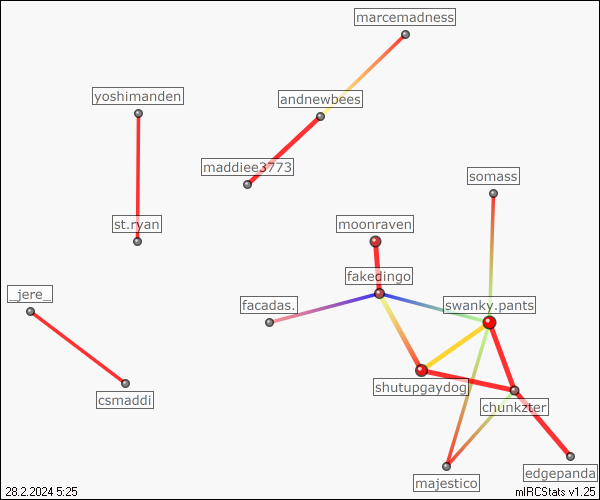 marcemadness
yoshimanden
andnewbees
maddiee3773
somass
st.ryan
moonraven
fakedingo
_jere_
facadas.
swanky.pants
shutupgaydog
csmaddi
chunkzter
majestico
edgepanda
28.2.2024 5:25
mIRCStats v1.25